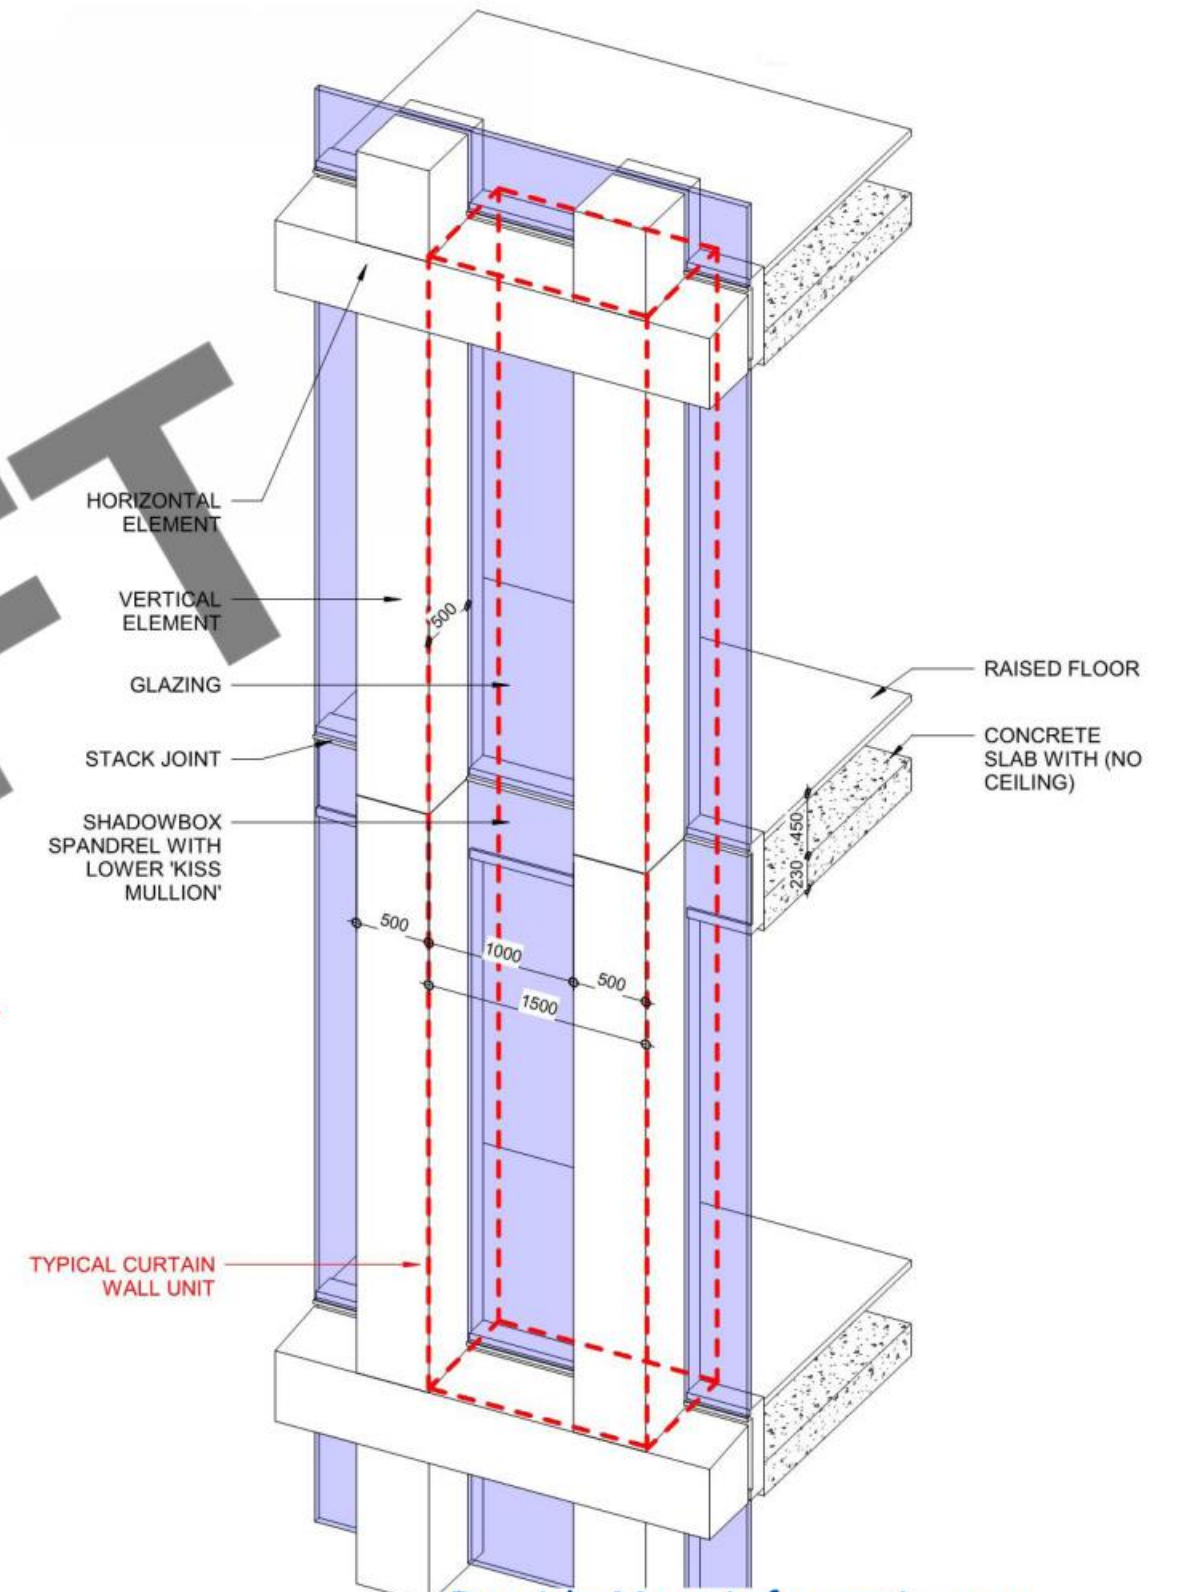 HORIZONTAL
ELEMENT
VERTICAL
ELEMENT
500
GLAZING
RAISED FLOOR
STACK JOINT
CONCRETE
SLAB WITH (NO
CEILING)
SHADOWBOX
SPANDREL WITH
LOWER 'KISS
MULLION'
450
230
500
1000
500
1500
TYPICAL CURTAIN
WALL UNIT